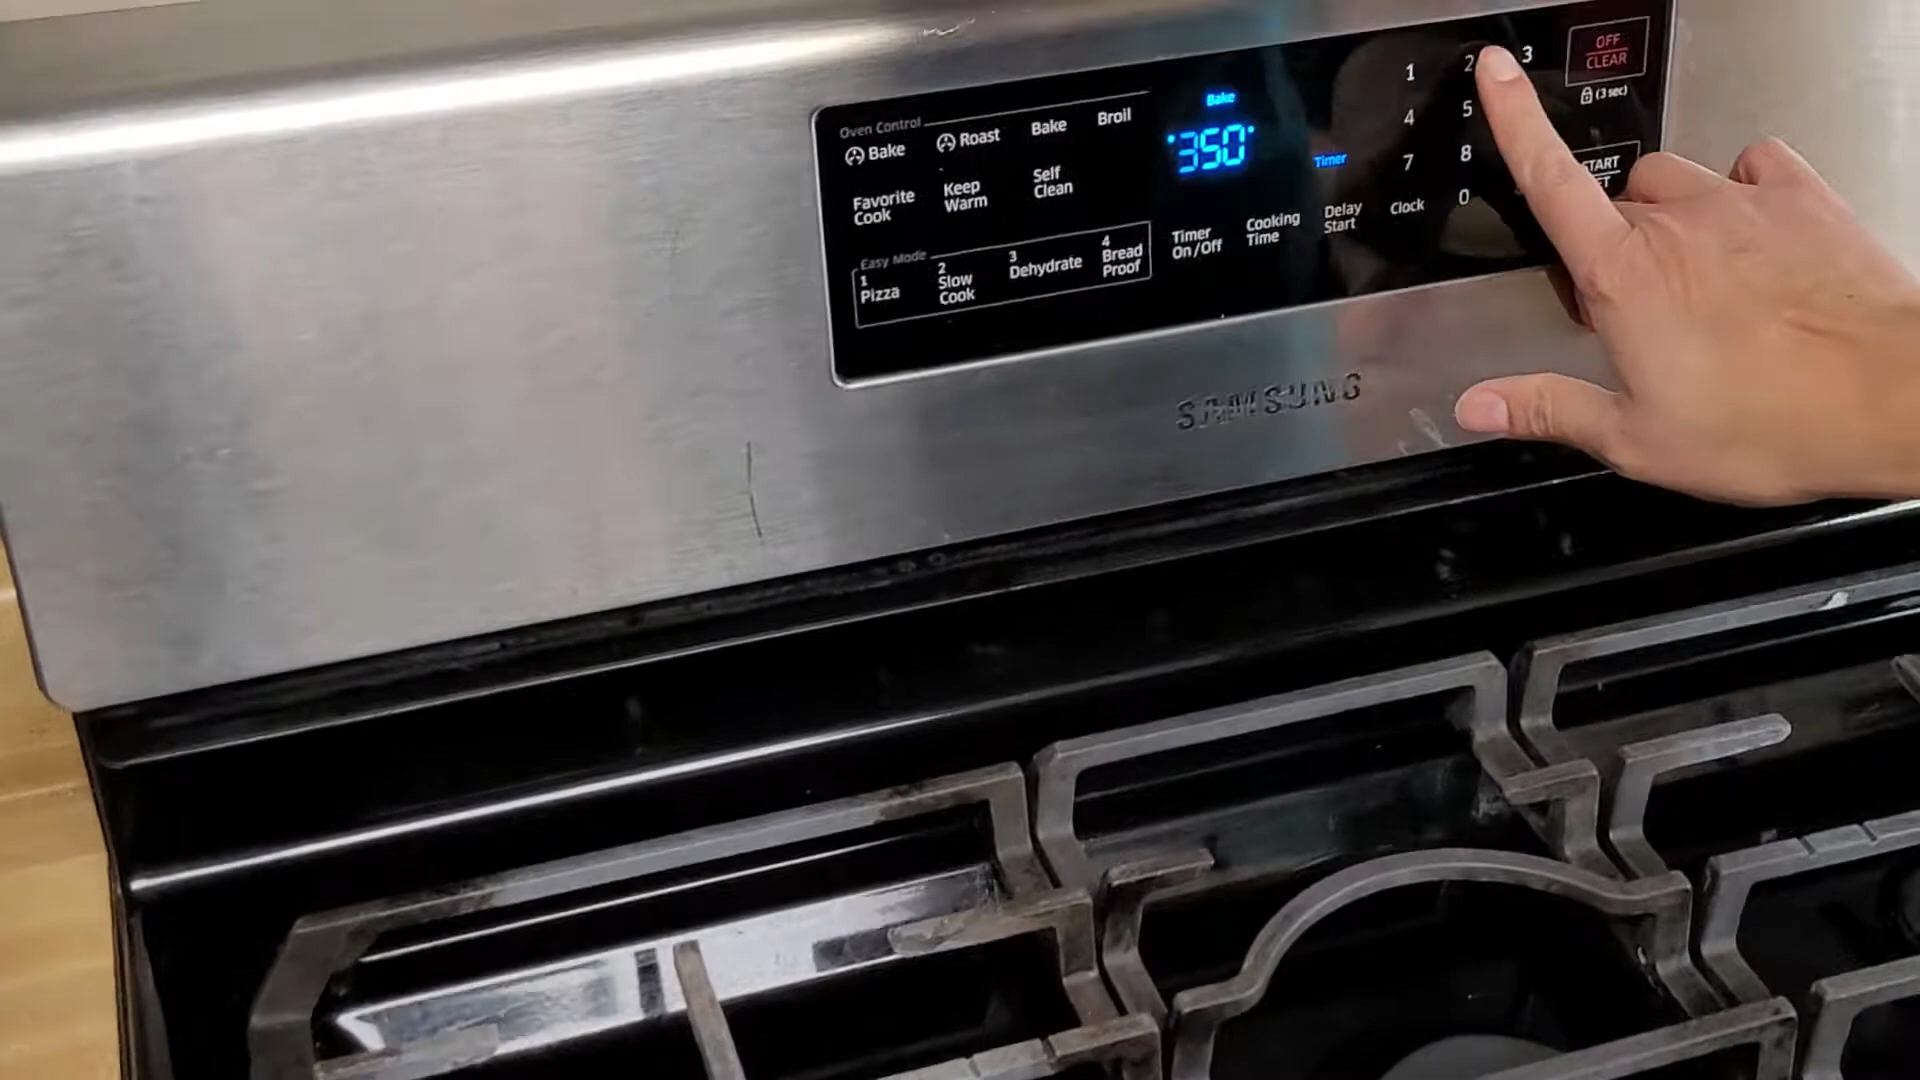 Oven Control
Bake
Roast
Bake
Broil
Favorite
Cook
Keep
Warm
Self
Clean
Easy Mode
1
Pizza
2
Slow
Cook
3
Dehydrate
4
Bread
Proof
Bake
350
Timer
Timer
On/Off
Cooking
Time
Delay
Start
Clock
1
2
3
4
5
7
8
0
OFF
CLEAR
(3 sec)
SAMSUNG